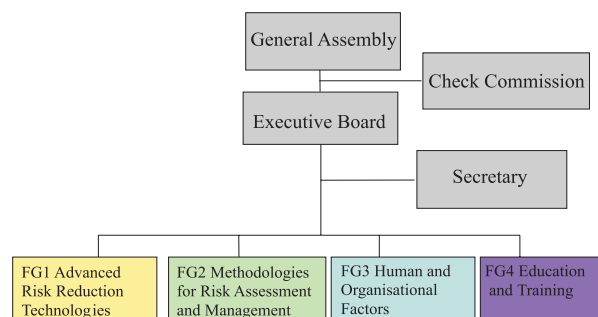 General Assembly
Check Commission
Executive Board
Secretary
FG1 Advanced
Risk Reduction
Technologies
FG2 Methodologies
for Risk Assessment
and Management
FG3 Human and
Organisational
Factors
FG4 Education
and Training